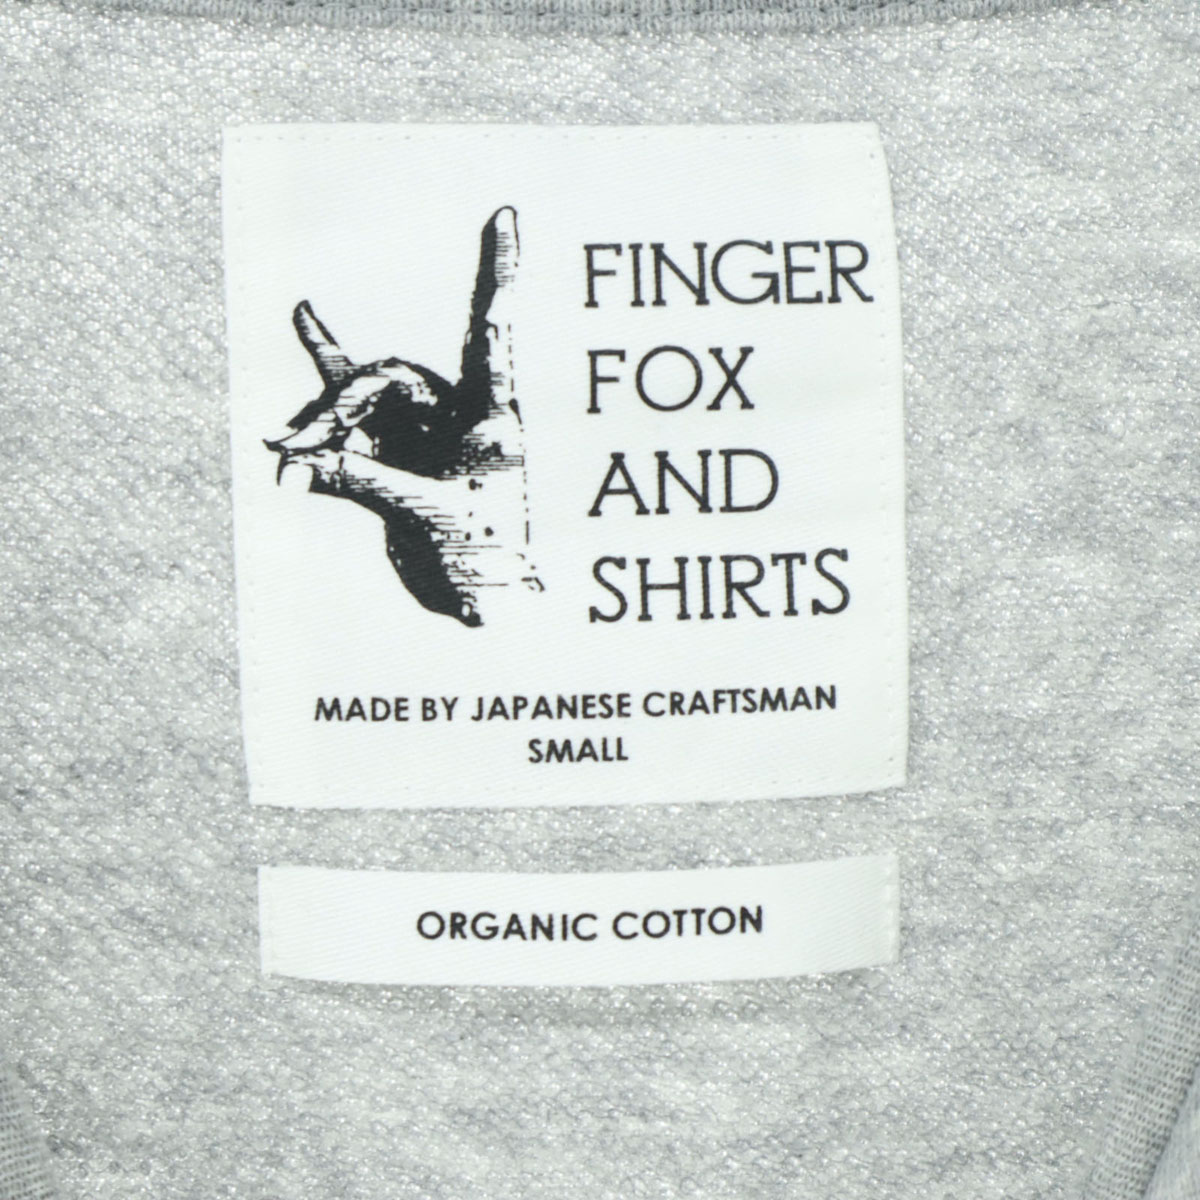 FINGER
FOX
AND
SHIRTS
MADE BY JAPANESE CRAFTSMAN
SMALL
ORGANIC COTTON